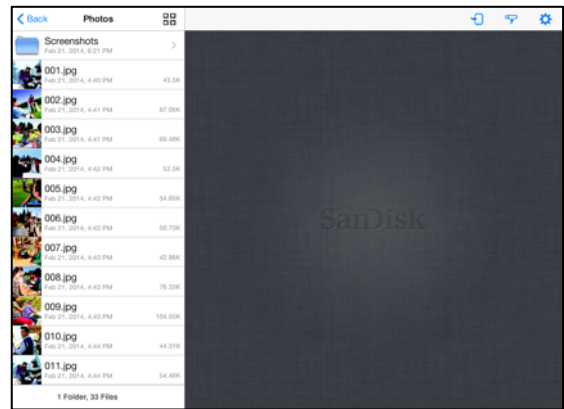 Back
Photos
Screenshots
Feb 21, 2014, 6:21 PM
001.jpg
Feb 21, 2014, 4:40 PM
43.5K
002.jpg
Feb 21, 2014, 4:41 PM
67.06K
003.jpg
Feb 21, 2014, 4:41 PM
69.48K
004.jpg
Feb 21, 2014, 4:42 PM
52.5K
005.jpg
Feb 21, 2014, 4:42 PM
34.85K
006.jpg
Feb 21, 2014, 4:42 PM
50.73K
007.jpg
Feb 21, 2014, 4:43 PM
42.86K
008.jpg
Feb 21, 2014, 4:43 PM
76.33K
009.jpg
Feb 21, 2014, 4:43 PM
104.55K
010.jpg
Feb 21, 2014, 4:44 PM
44.31K
011.jpg
Feb 21, 2014, 4:44 PM
54.46K
1 Folder, 33 Files
SanDisk